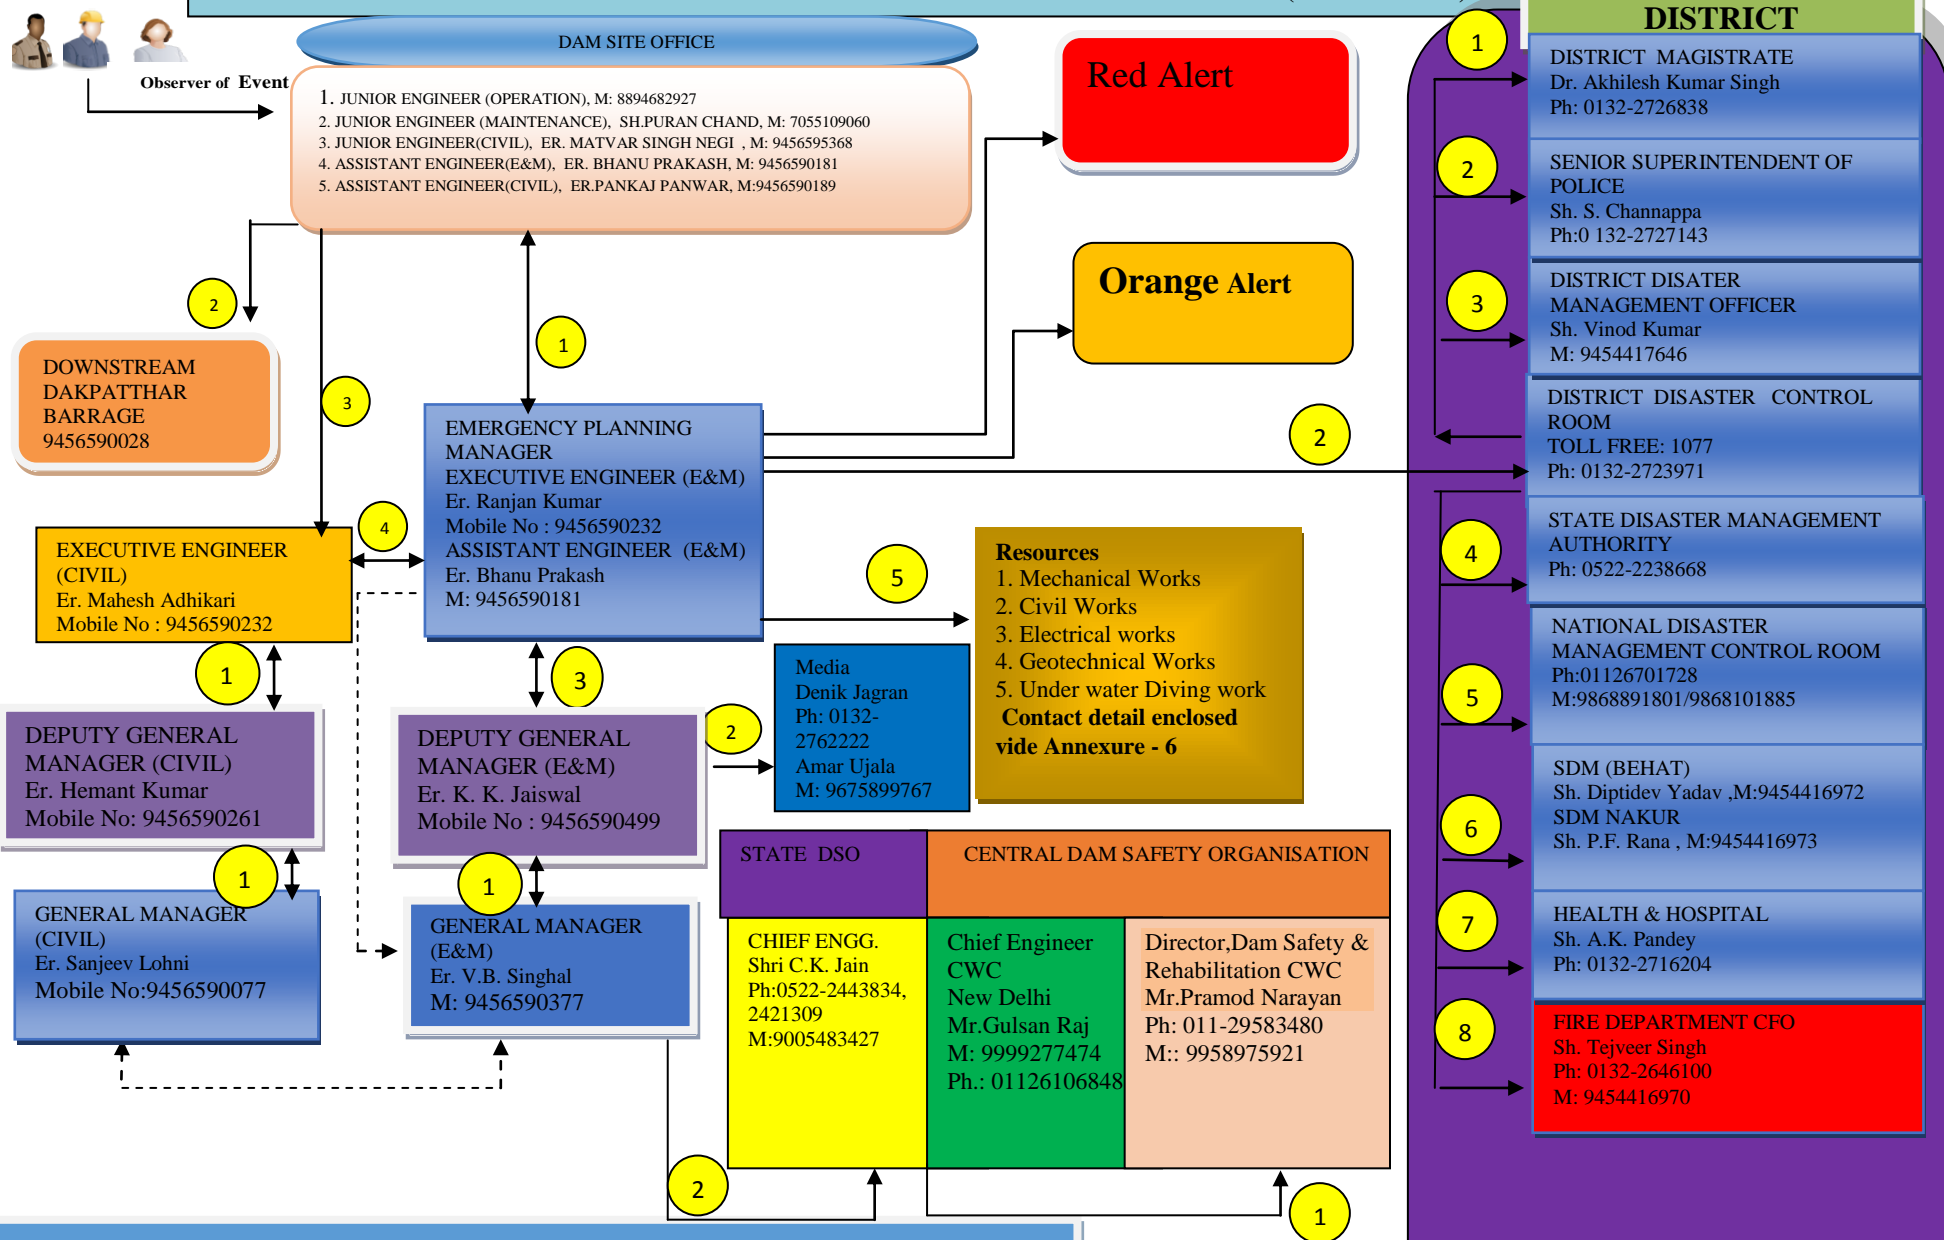 DISTRICT
DAM SITE OFFICE
Observer of Event
1. JUNIOR ENGINEER (OPERATION), M: 8894682927
2. JUNIOR ENGINEER (MAINTENANCE), SH.PURAN CHAND, M: 7055109060
3. JUNIOR ENGINEER(CIVIL), ER. MATVAR SINGH NEGI , M: 9456595368
4. ASSISTANT ENGINEER(E&M), ER. BHANU PRAKASH, M: 9456590181
5. ASSISTANT ENGINEER(CIVIL), ER.PANKAJ PANWAR, M:9456590189
Red Alert
Orange Alert
2
3
1
DOWNSTREAM
DAKPATTHAR
BARRAGE
9456590028
EMERGENCY PLANNING
MANAGER
EXECUTIVE ENGINEER (E&M)
Er. Ranjan Kumar
Mobile No : 9456590232
ASSISTANT ENGINEER (E&M)
Er. Bhanu Prakash
M: 9456590181
2
4
5
EXECUTIVE ENGINEER
(CIVIL)
Er. Mahesh Adhikari
Mobile No : 9456590232
Resources
1. Mechanical Works
2. Civil Works
3. Electrical works
4. Geotechnical Works
5. Under water Diving work
Contact detail enclosed
vide Annexure - 6
1
3
Media
Denik Jagran
Ph: 0132-
2762222
Amar Ujala
M: 9675899767
2
DEPUTY GENERAL
MANAGER (CIVIL)
Er. Hemant Kumar
Mobile No: 9456590261
DEPUTY GENERAL
MANAGER (E&M)
Er. K. K. Jaiswal
Mobile No : 9456590499
1
1
GENERAL MANAGER
(CIVIL)
Er. Sanjeev Lohni
Mobile No:9456590077
GENERAL MANAGER
(E&M)
Er. V.B. Singhal
M: 9456590377
STATE DSO
CENTRAL DAM SAFETY ORGANISATION
CHIEF ENGG.
Shri C.K. Jain
Ph:0522-2443834,
2421309
M:9005483427
Chief Engineer
CWC
New Delhi
Mr.Gulsan Raj
M: 9999277474
Ph.: 01126106848
Director,Dam Safety &
Rehabilitation CWC
Mr.Pramod Narayan
Ph: 011-29583480
M:: 9958975921
2
1
1
DISTRICT MAGISTRATE
Dr. Akhilesh Kumar Singh
Ph: 0132-2726838
2
SENIOR SUPERINTENDENT OF
POLICE
Sh. S. Channappa
Ph:0 132-2727143
3
DISTRICT DISATER
MANAGEMENT OFFICER
Sh. Vinod Kumar
M: 9454417646
DISTRICT DISASTER CONTROL
ROOM
TOLL FREE: 1077
Ph: 0132-2723971
4
STATE DISASTER MANAGEMENT
AUTHORITY
Ph: 0522-2238668
5
NATIONAL DISASTER
MANAGEMENT CONTROL ROOM
Ph:01126701728
M:9868891801/9868101885
6
SDM (BEHAT)
Sh. Diptidev Yadav ,M:9454416972
SDM NAKUR
Sh. P.F. Rana , M:9454416973
7
HEALTH & HOSPITAL
Sh. A.K. Pandey
Ph: 0132-2716204
8
FIRE DEPARTMENT CFO
Sh. Tejveer Singh
Ph: 0132-2646100
M: 9454416970